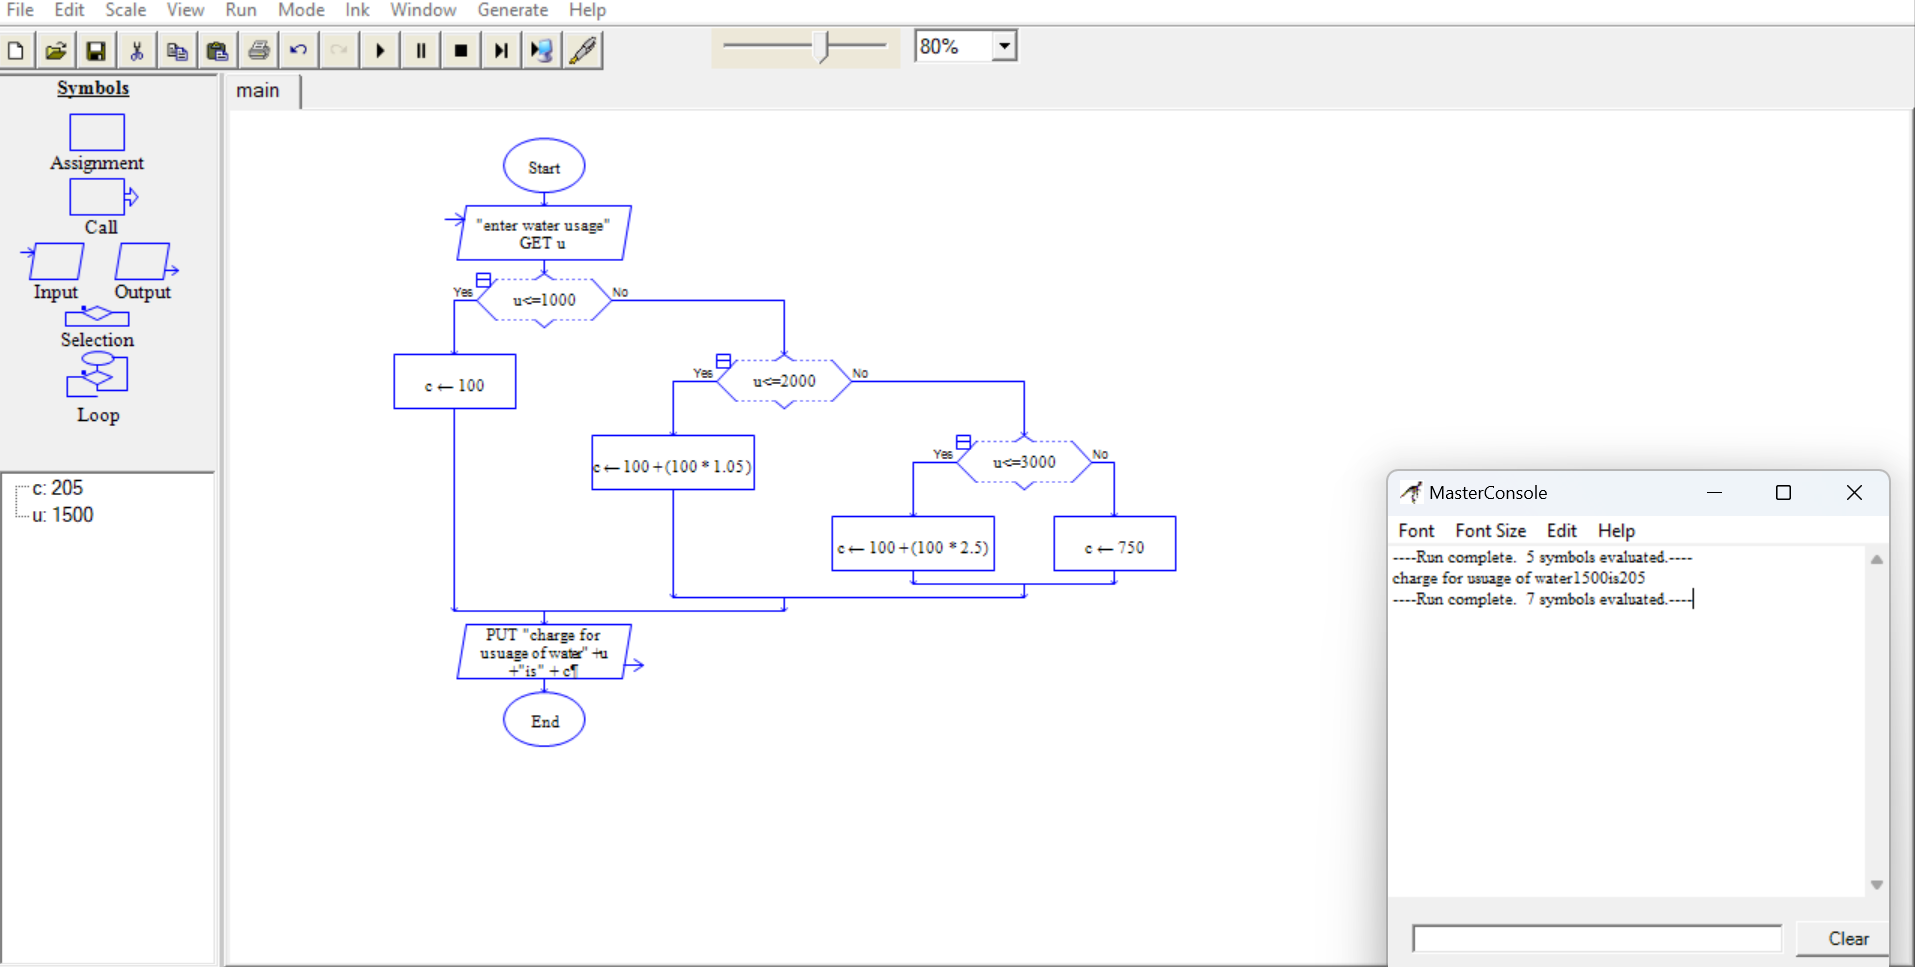 File Edit Scale View Run Mode Ink Window Generate Help
80%
Symbols
main
Assignment
Call
Input Output
Selection
Loop
c: 205
u: 1500
Start
"enter water usage"
GET u
Yes
u<=1000
No
c ← 100
Yes
u<=2000
No
c ← 100 + (100 * 1.05)
Yes
u<=3000
No
c ← 100 + (100 * 2.5)
c ← 750
PUT "charge for
usuage of water" +u
+"is" + c¶
End
MasterConsole
Font Font Size Edit Help
----Run complete.  5 symbols evaluated.----
charge for usuage of water1500is205
----Run complete.  7 symbols evaluated.----
Clear